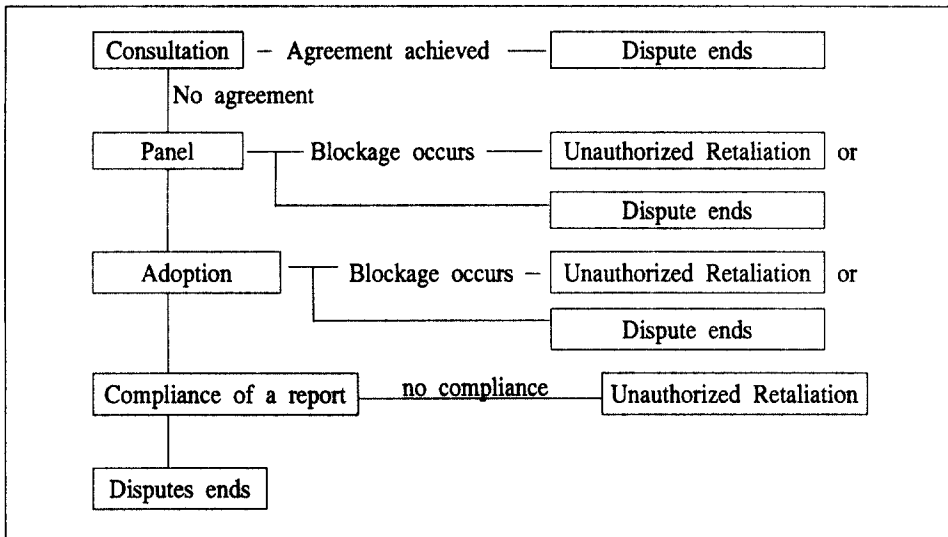 Consultation Agreement achieved Dispute ends
No agreement
Panel Blockage occurs Unauthorized Retaliation or
Dispute ends
Adoption Blockage occurs Unauthorized Retaliation or
Dispute ends
Compliance of a report no compliance Unauthorized Retaliation
Disputes ends